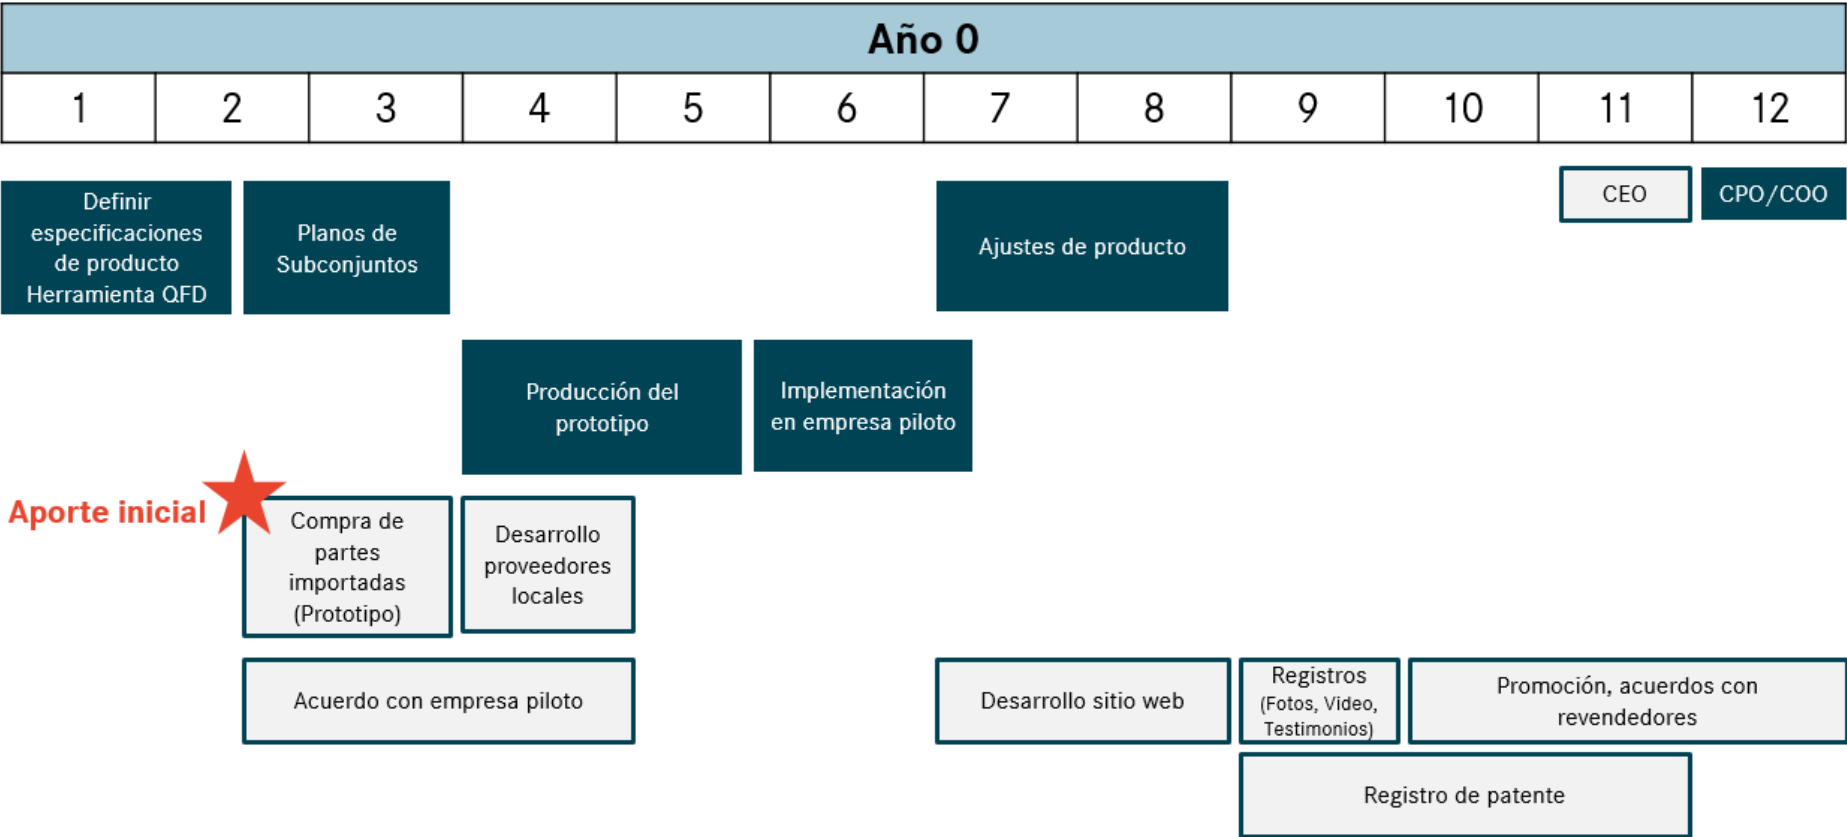 Año 0
1 2 3 4 5 6 7 8 9 10 11 12
CEO
CPO/COO
Definir
especificaciones
de producto
Herramienta QFD
Planos de
Subconjuntos
Ajustes de producto
Producción del
prototipo
Implementación
en empresa piloto
Aporte inicial
Compra de
partes
importadas
(Prototipo)
Desarrollo
proveedores
locales
Acuerdo con empresa piloto
Desarrollo sitio web
Registros
(Fotos, Video,
Testimonios)
Promoción, acuerdos con
revendedores
Registro de patente